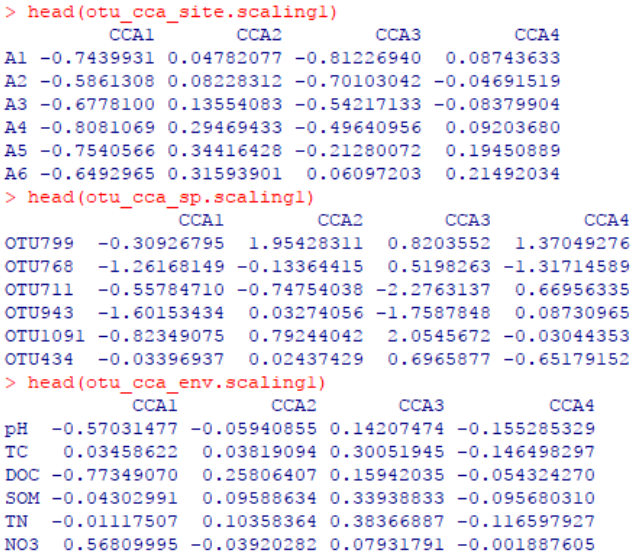 > head(otu_cca_site.scaling1)
CCA1 CCA2 CCA3 CCA4
A1 -0.7439931 0.04782077 -0.81226940 0.08743633
A2 -0.5861308 0.08228312 -0.70103042 -0.04691519
A3 -0.6778100 0.13554083 -0.54217133 -0.08379904
A4 -0.8081069 0.29469433 -0.49640956 0.09203680
A5 -0.7540566 0.34416428 -0.21280072 0.19450889
A6 -0.6492965 0.31593901 0.06097203 0.21492034
> head(otu_cca_sp.scaling1)
CCA1 CCA2 CCA3 CCA4
OTU799 -0.30926795 1.95428311 0.8203552 1.37049276
OTU768 -1.26168149 -0.13364415 0.5198263 -1.31714589
OTU711 -0.55784710 -0.74754038 -2.2763137 0.66956335
OTU943 -1.60153434 0.03274056 -1.7587848 0.08730965
OTU1091 -0.82349075 0.79244042 2.0545672 -0.03044353
OTU434 -0.03396937 0.02437429 0.6965877 -0.65179152
> head(otu_cca_env.scaling1)
CCA1 CCA2 CCA3 CCA4
pH -0.57031477 -0.05940855 0.14207474 -0.155285329
TC 0.03458622 0.03819094 0.30051945 -0.146498297
DOC -0.77349070 0.25806407 0.15942035 -0.054324270
SOM -0.04302991 0.09588634 0.33938833 -0.095680310
TN -0.01117507 0.10358364 0.38366887 -0.116597927
NO3 0.56809995 -0.03920282 0.07931791 -0.001887605